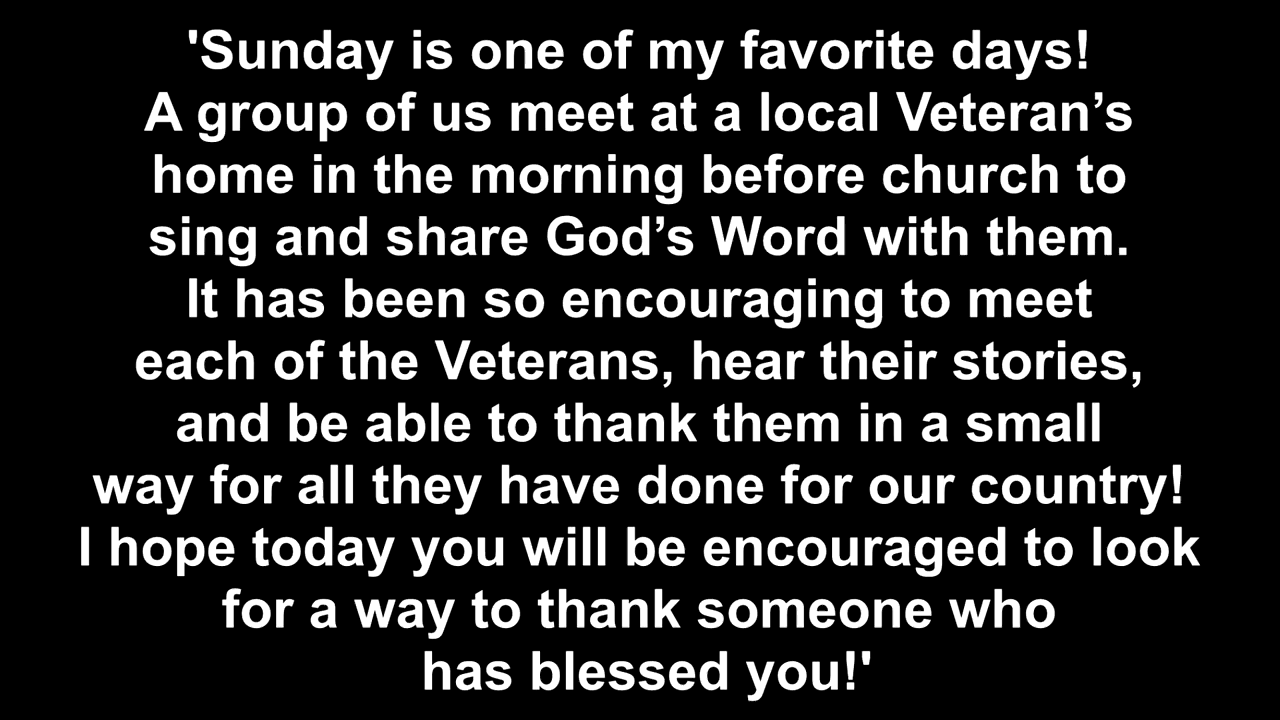 'Sunday is one of my favorite days!
A group of us meet at a local Veteran’s
home in the morning before church to
sing and share God’s Word with them.
It has been so encouraging to meet
each of the Veterans, hear their stories,
and be able to thank them in a small
way for all they have done for our country!
I hope today you will be encouraged to look
for a way to thank someone who
has blessed you!'